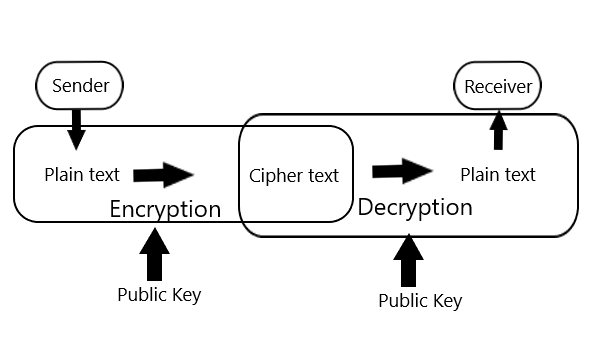 Sender
Receiver
Plain text
Cipher text
Plain text
Encryption
Decryption
Public Key
Public Key